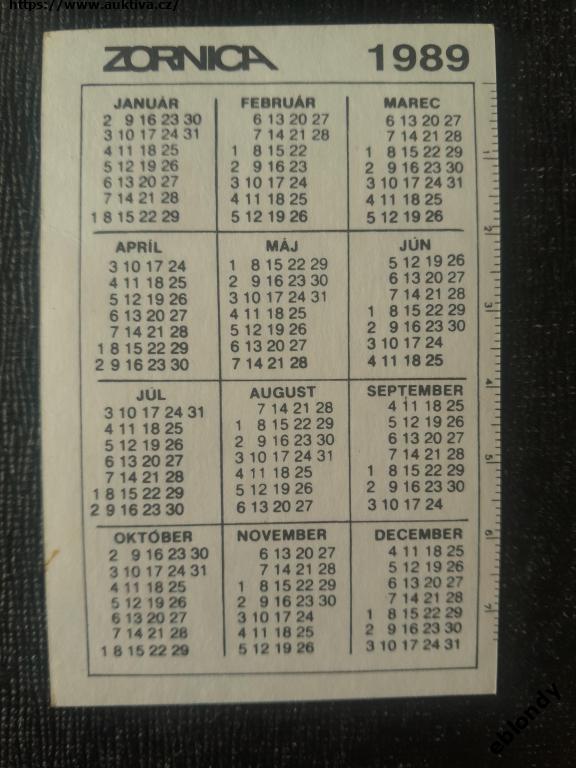 https://www.auktiva.cz/
ZORNICA 1989
JANUÁR
2 9 16 23 30
3 10 17 24 31
4 11 18 25
5 12 19 26
6 13 20 27
7 14 21 28
1 8 15 22 29
FEBRUÁR
6 13 20 27
7 14 21 28
1 8 15 22
2 9 16 23
3 10 17 24
4 11 18 25
5 12 19 26
MAREC
6 13 20 27
7 14 21 28
1 8 15 22 29
2 9 16 23 30
3 10 17 24 31
4 11 18 25
5 12 19 26
APRÍL
3 10 17 24
4 11 18 25
5 12 19 26
6 13 20 27
7 14 21 28
1 8 15 22 29
2 9 16 23 30
MÁJ
1 8 15 22 29
2 9 16 23 30
3 10 17 24 31
4 11 18 25
5 12 19 26
6 13 20 27
7 14 21 28
JÚN
5 12 19 26
6 13 20 27
7 14 21 28
1 8 15 22 29
2 9 16 23 30
3 10 17 24
4 11 18 25
JÚL
3 10 17 24 31
4 11 18 25
5 12 19 26
6 13 20 27
7 14 21 28
1 8 15 22 29
2 9 16 23 30
AUGUST
7 14 21 28
1 8 15 22 29
2 9 16 23 30
3 10 17 24 31
4 11 18 25
5 12 19 26
6 13 20 27
SEPTEMBER
4 11 18 25
5 12 19 26
6 13 20 27
7 14 21 28
1 8 15 22 29
2 9 16 23 30
3 10 17 24
OKTÓBER
2 9 16 23 30
3 10 17 24 31
4 11 18 25
5 12 19 26
6 13 20 27
7 14 21 28
1 8 15 22 29
NOVEMBER
6 13 20 27
7 14 21 28
1 8 15 22 29
2 9 16 23 30
3 10 17 24
4 11 18 25
5 12 19 26
DECEMBER
4 11 18 25
5 12 19 26
6 13 20 27
7 14 21 28
1 8 15 22 29
2 9 16 23 30
3 10 17 24 31
1
2
3
4
5
6
7
eblondy